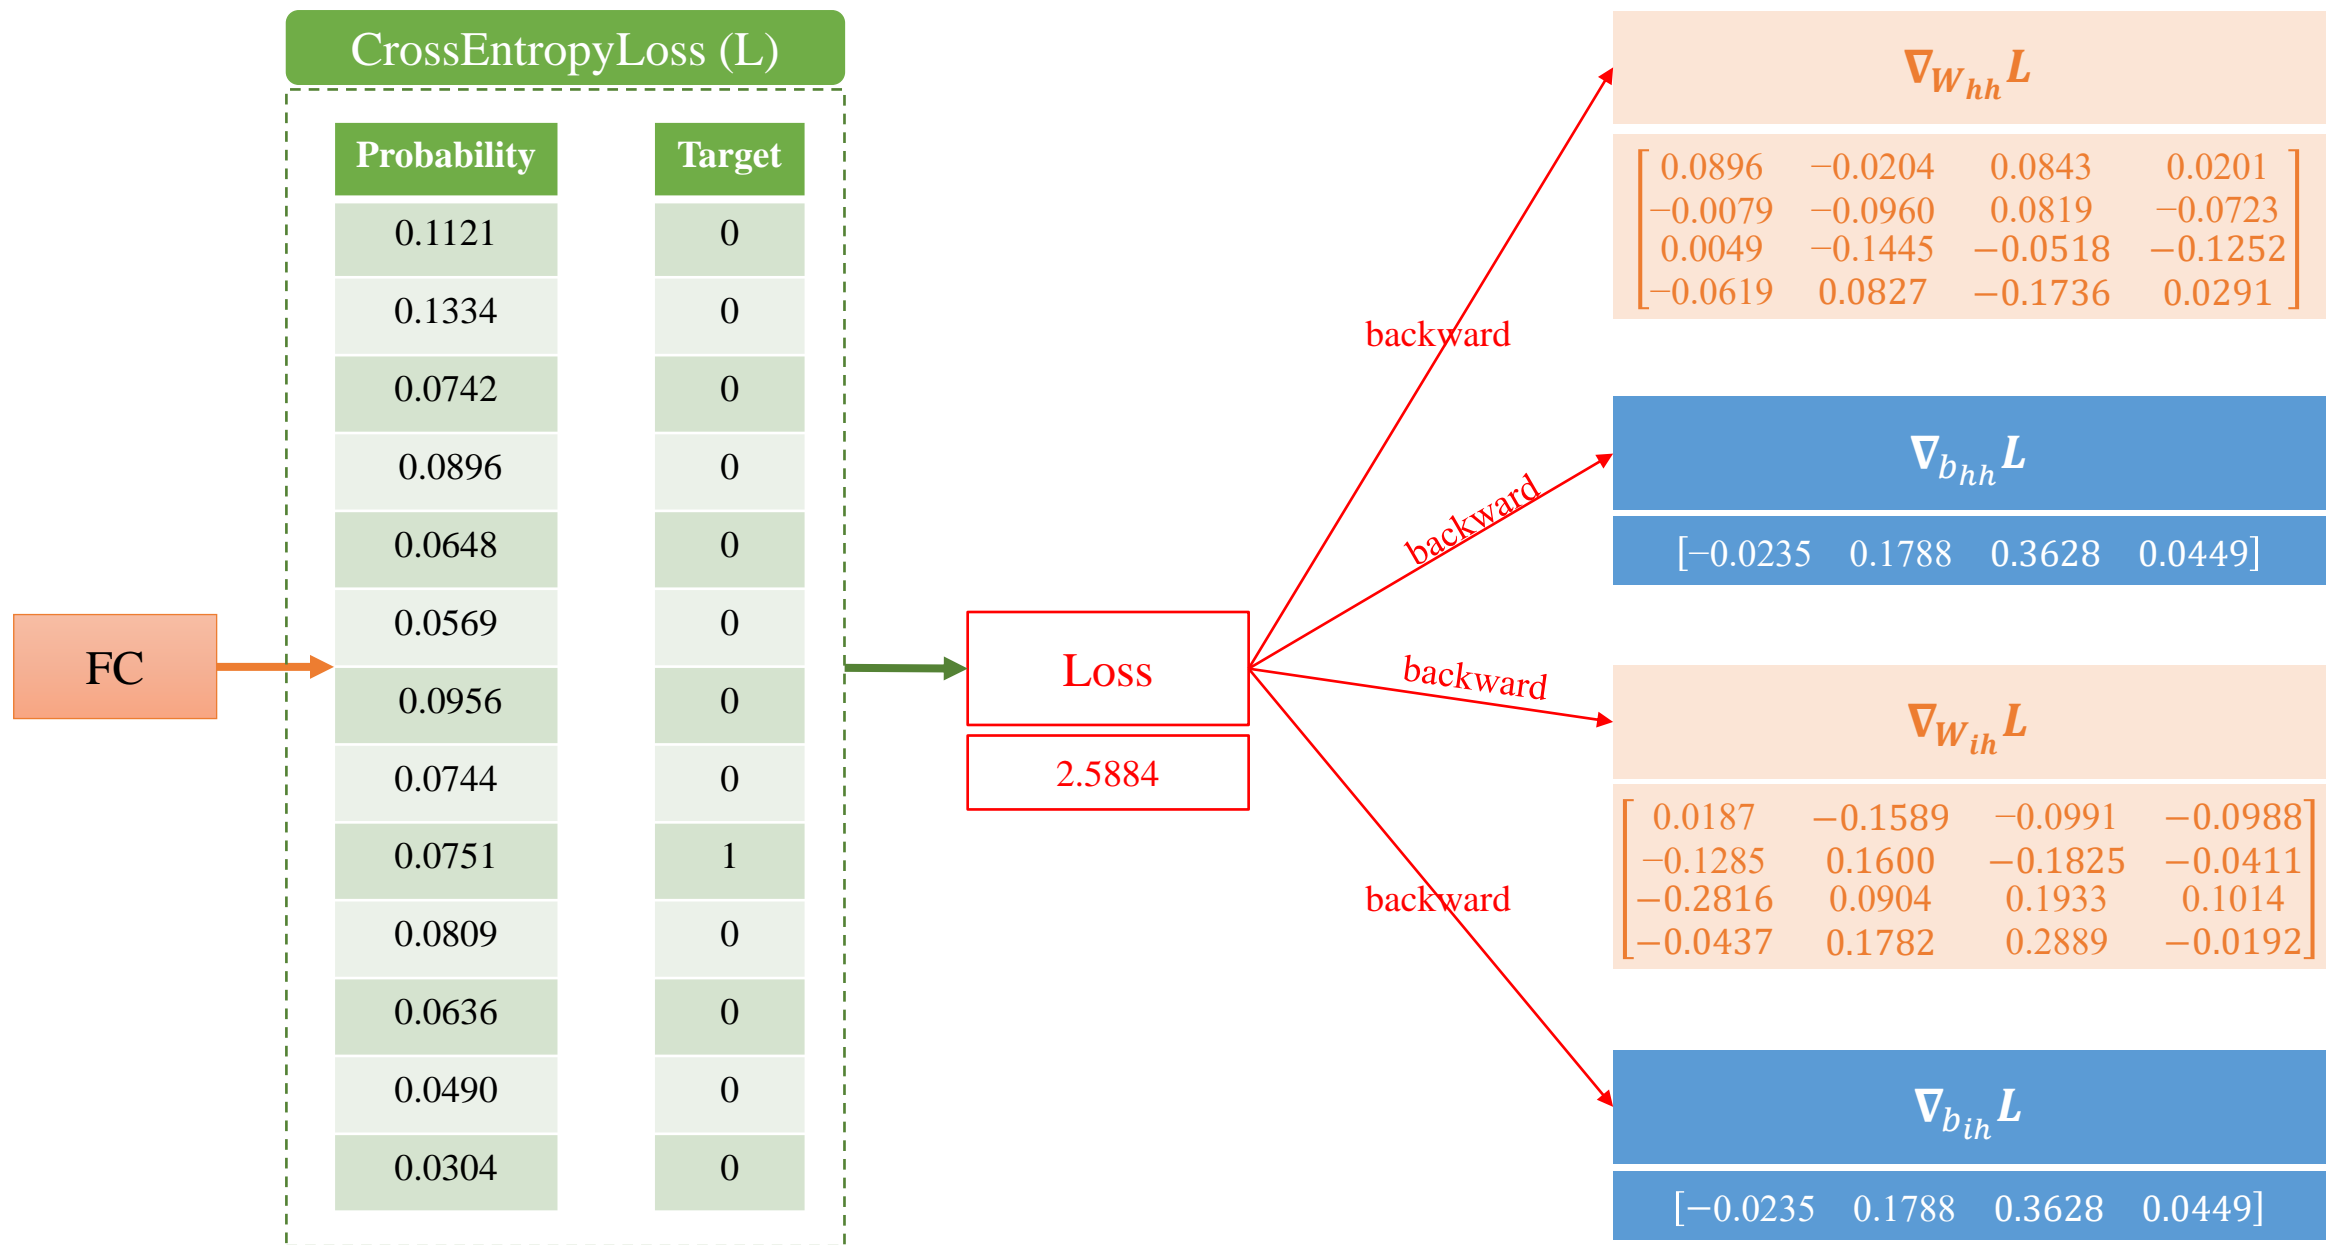 CrossEntropyLoss (L)
Probability Target
0.1121 0
0.1334 0
0.0742 0
0.0896 0
0.0648 0
0.0569 0
0.0956 0
0.0744 0
0.0751 1
0.0809 0
0.0636 0
0.0490 0
0.0304 0
FC
Loss
2.5884
backward
backward
backward
backward
∇W_hh L
[0.0896 −0.0204 0.0843 0.0201
−0.0079 −0.0960 0.0819 −0.0723
0.0049 −0.1445 −0.0518 −0.1252
−0.0619 0.0827 −0.1736 0.0291]
∇b_hh L
[−0.0235 0.1788 0.3628 0.0449]
∇W_ih L
[0.0187 −0.1589 −0.0991 −0.0988
−0.1285 0.1600 −0.1825 −0.0411
−0.2816 0.0904 0.1933 0.1014
−0.0437 0.1782 0.2889 −0.0192]
∇b_ih L
[−0.0235 0.1788 0.3628 0.0449]